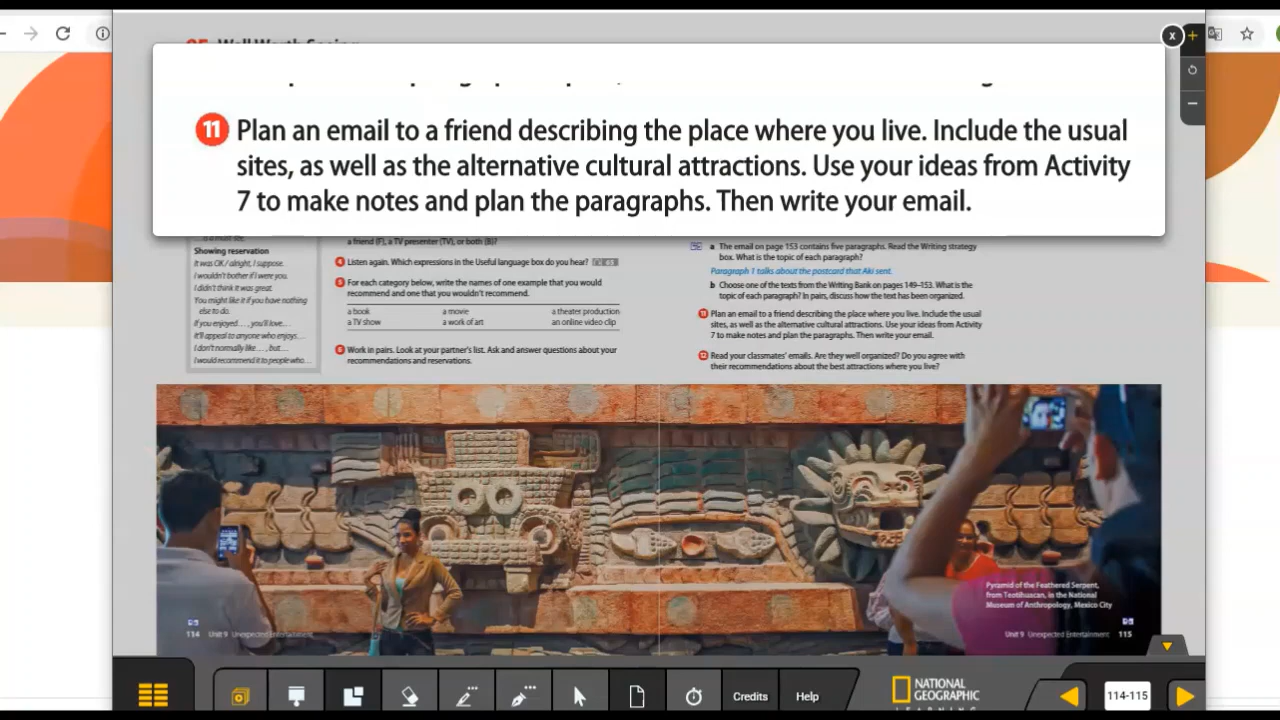 11 Plan an email to a friend describing the place where you live. Include the usual
sites, as well as the alternative cultural attractions. Use your ideas from Activity
7 to make notes and plan the paragraphs. Then write your email.
Showing reservation
It was OK / alright, I suppose.
I wouldn't bother if I were you.
I didn't think it was great.
You might like it if you have nothing
else to do.
If you enjoyed . . . , you'll love. . .
It'll appeal to anyone who enjoys. . .
I don't normally like . . . , but. . .
I would recommend it to people who. . .
a friend (F), a TV presenter (TV), or both (B)?
4 Listen again. Which expressions in the Useful language box do you hear?
5 For each category below, write the names of one example that you would
recommend and one that you wouldn't recommend.
a book a movie a theater production
a TV show a work of art an online video clip
6 Work in pairs. Look at your partner's list. Ask and answer questions about your
recommendations and reservations.
a The email on page 153 contains five paragraphs. Read the Writing strategy
box. What is the topic of each paragraph?
Paragraph 1 talks about the postcard that Aki sent.
b Choose one of the texts from the Writing Bank on pages 149–153. What is the
topic of each paragraph? In pairs, discuss how the text has been organized.
11 Plan an email to a friend describing the place where you live. Include the usual
sites, as well as the alternative cultural attractions. Use your ideas from Activity
7 to make notes and plan the paragraphs. Then write your email.
12 Read your classmates' emails. Are they well organized? Do you agree with
their recommendations about the best attractions where you live?
Pyramid of the Feathered Serpent,
from Teotihuacan, in the National
Museum of Anthropology, Mexico City
114 Unit 9 Unexpected Entertainment
Unit 9 Unexpected Entertainment 115
Credits
Help
NATIONAL
GEOGRAPHIC
114-115